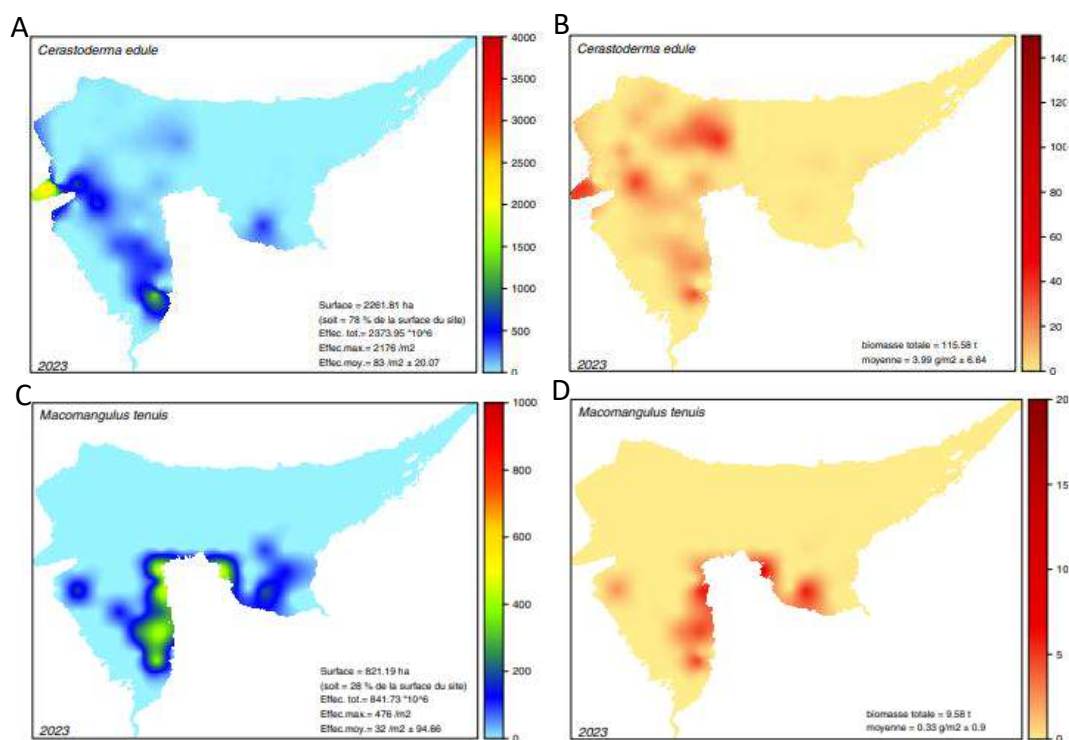 A
Cerastoderma edule
4000
3500
3000
2500
2000
1500
1000
500
0
Surface = 2261.81 ha
(soit = 78 % de la surface du site)
Effec. tot.= 2373.95 *10^6
Effec.max.= 2176 /m2
Effec.moy.= 83 /m2 ± 20.07
2023
B
Cerastoderma edule
140
120
100
80
60
40
20
0
biomasse totale = 115.58 t
moyenne = 3.99 g/m2 ± 6.64
2023
C
Macomangulus tenuis
1000
800
600
400
200
0
Surface = 821.19 ha
(soit = 28 % de la surface du site)
Effec. tot.= 841.73 *10^6
Effec.max.= 476 /m2
Effec.moy.= 32 /m2 ± 94.66
2023
D
Macomangulus tenuis
20
15
10
5
0
biomasse totale = 9.58 t
moyenne = 0.33 g/m2 ± 0.9
2023